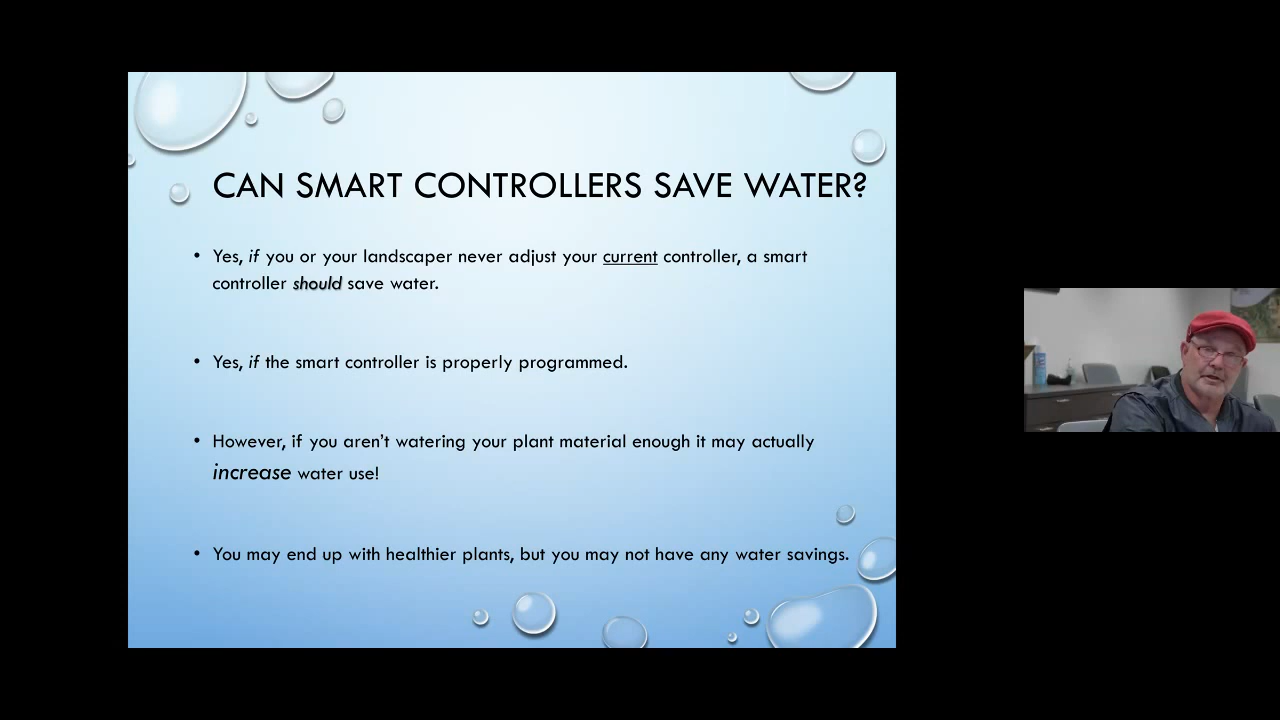 CAN SMART CONTROLLERS SAVE WATER?
• Yes, if you or your landscaper never adjust your current controller, a smart
controller should save water.
• Yes, if the smart controller is properly programmed.
• However, if you aren't watering your plant material enough it may actually
increase water use!
• You may end up with healthier plants, but you may not have any water savings.